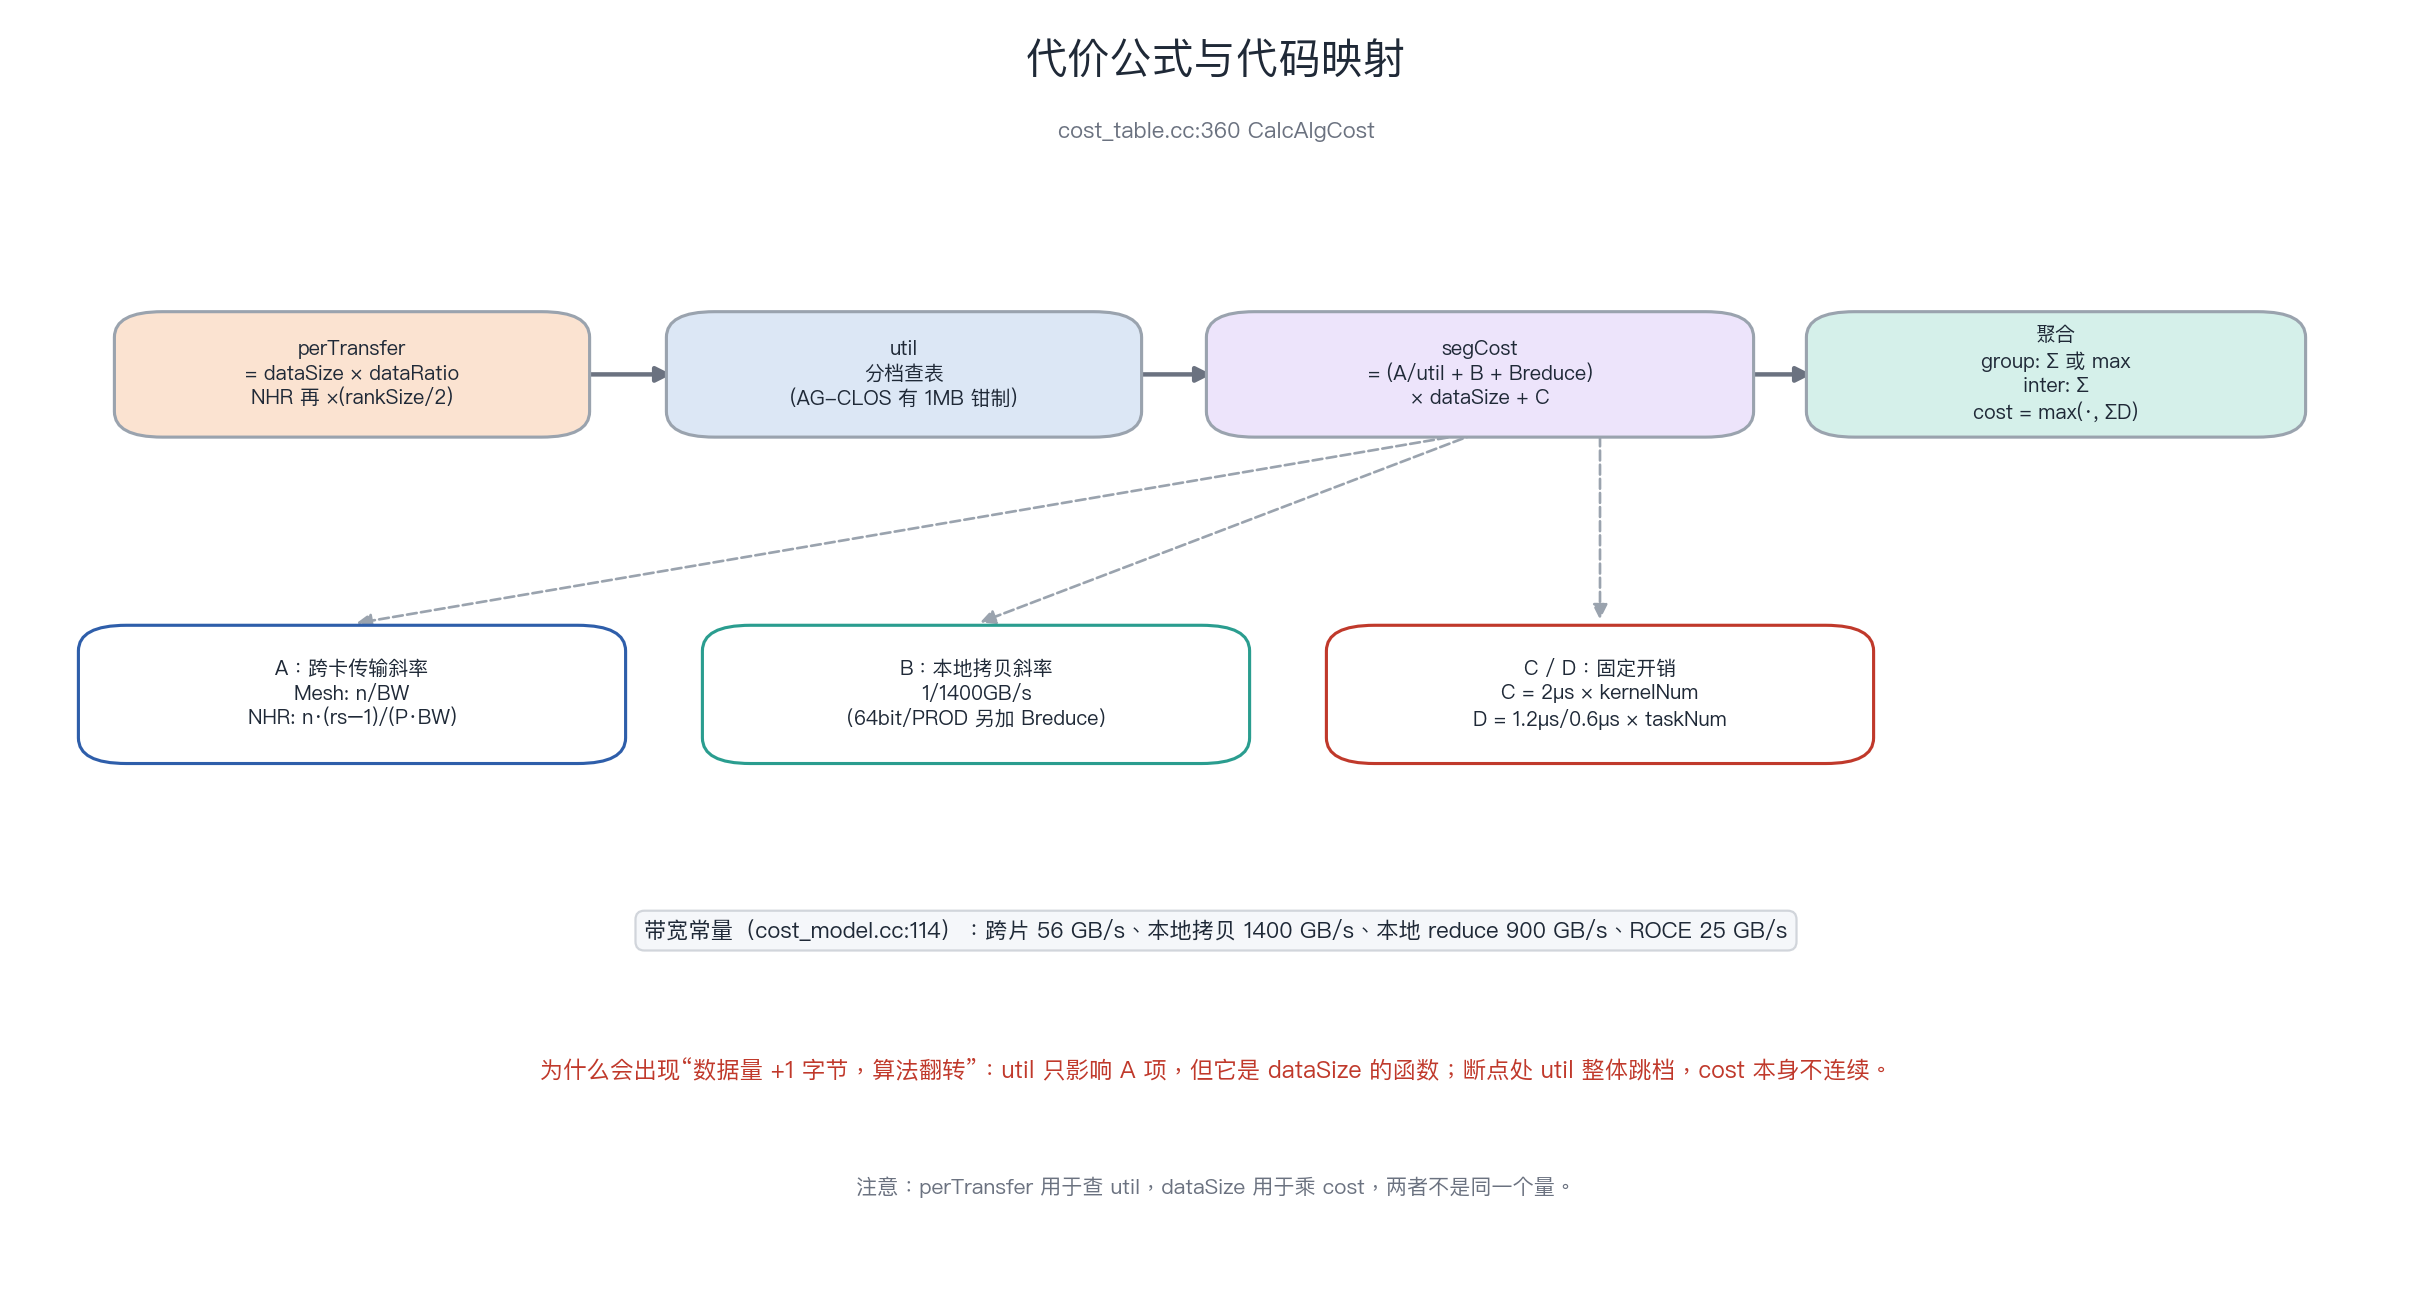 代价公式与代码映射
cost_table.cc:360 CalcAlgCost
perTransfer
= dataSize × dataRatio
NHR 再 ×(rankSize/2)
util
分档查表
(AG−CLOS 有 1MB 钳制)
segCost
= (A/util + B + Breduce)
× dataSize + C
聚合
group: Σ 或 max
inter: Σ
cost = max(·, ΣD)
A：跨卡传输斜率
Mesh: n/BW
NHR: n·(rs−1)/(P·BW)
B：本地拷贝斜率
1/1400GB/s
(64bit/PROD 另加 Breduce)
C / D：固定开销
C = 2μs × kernelNum
D = 1.2μs/0.6μs × taskNum
带宽常量（cost_model.cc:114）：跨片 56 GB/s、本地拷贝 1400 GB/s、本地 reduce 900 GB/s、ROCE 25 GB/s
为什么会出现“数据量 +1 字节，算法翻转”：util 只影响 A 项，但它是 dataSize 的函数；断点处 util 整体跳档，cost 本身不连续。
注意：perTransfer 用于查 util，dataSize 用于乘 cost，两者不是同一个量。